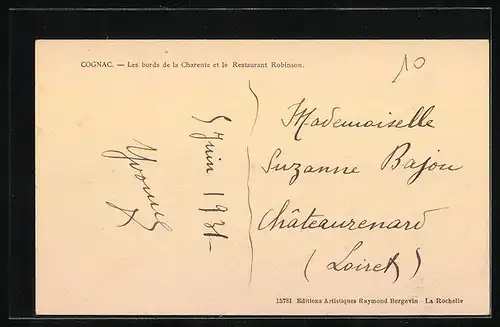 COGNAC. — Les bords de la Charente et le Restaurant Robinson.
10
5 Juin 1931
Yvonne
Mademoiselle
Suzanne Bajou
Châteaurenard
(Loiret)
15781 Editions Artistiques Raymond Bergevin - La Rochelle